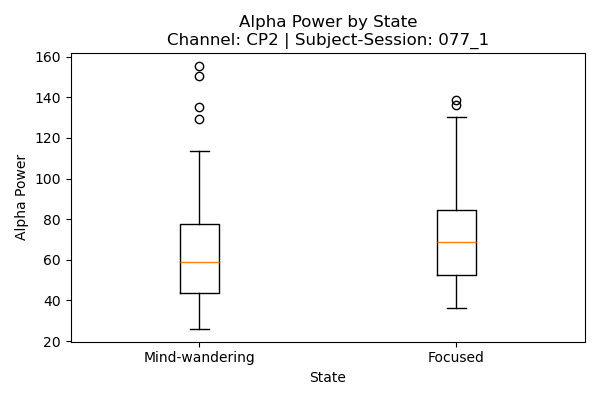 Alpha Power by State
Channel: CP2 | Subject-Session: 077_1
160
140
120
100
80
60
40
20
Alpha Power
Mind-wandering
Focused
State